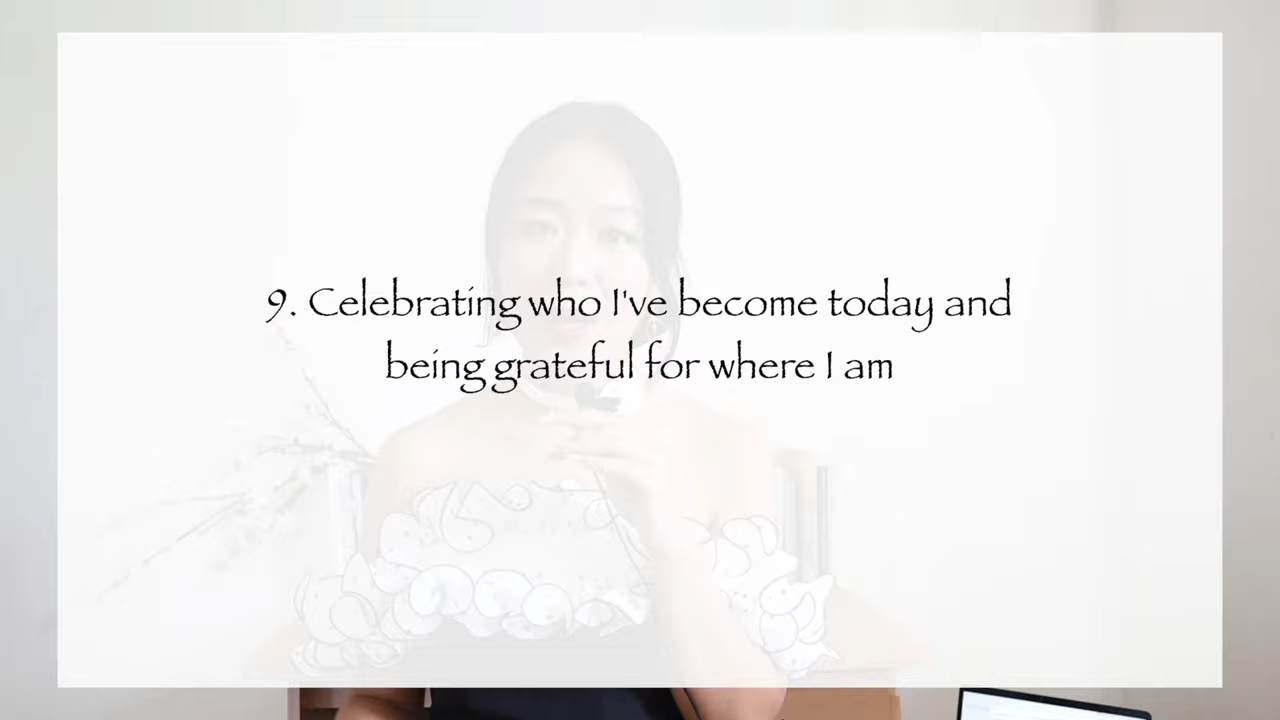 9. Celebrating who I've become today and
being grateful for where I am